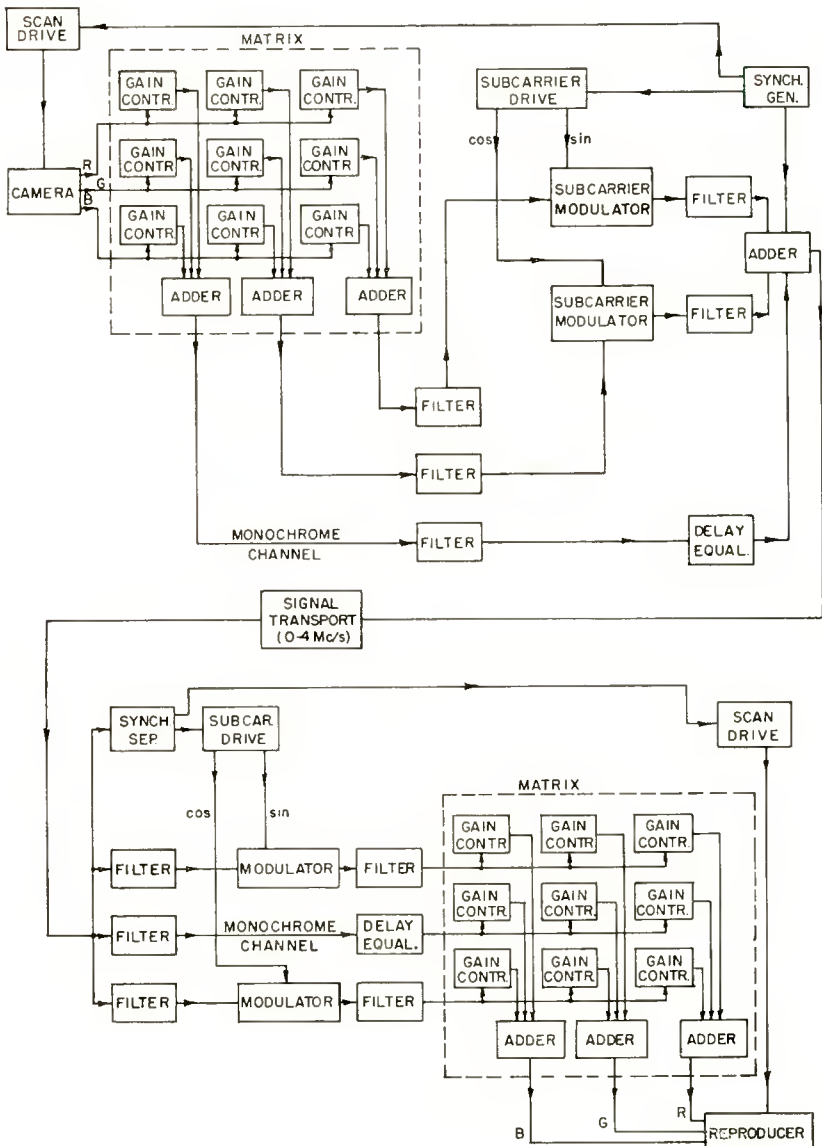 SCAN
DRIVE
MATRIX
GAIN
CONTR.
GAIN
CONTR.
GAIN
CONTR.
SUBCARRIER
DRIVE
SYNCH.
GEN.
cos
sin
R
GAIN
CONTR.
GAIN
CONTR.
GAIN
CONTR.
CAMERA
G
B
SUBCARRIER
MODULATOR
FILTER
GAIN
CONTR.
GAIN
CONTR.
GAIN
CONTR.
ADDER
ADDER
ADDER
ADDER
SUBCARRIER
MODULATOR
FILTER
FILTER
FILTER
MONOCHROME
CHANNEL
FILTER
DELAY
EQUAL.
SIGNAL
TRANSPORT
(0-4 Mc/s)
SYNCH
SEP.
SUBCAR.
DRIVE
SCAN
DRIVE
cos
sin
MATRIX
GAIN
CONTR.
GAIN
CONTR.
GAIN
CONTR.
FILTER
MODULATOR
FILTER
GAIN
CONTR.
GAIN
CONTR.
GAIN
CONTR.
FILTER
MONOCHROME
CHANNEL
DELAY
EQUAL.
GAIN
CONTR.
GAIN
CONTR.
GAIN
CONTR.
FILTER
MODULATOR
FILTER
ADDER
ADDER
ADDER
B
G
R
REPRODUCER